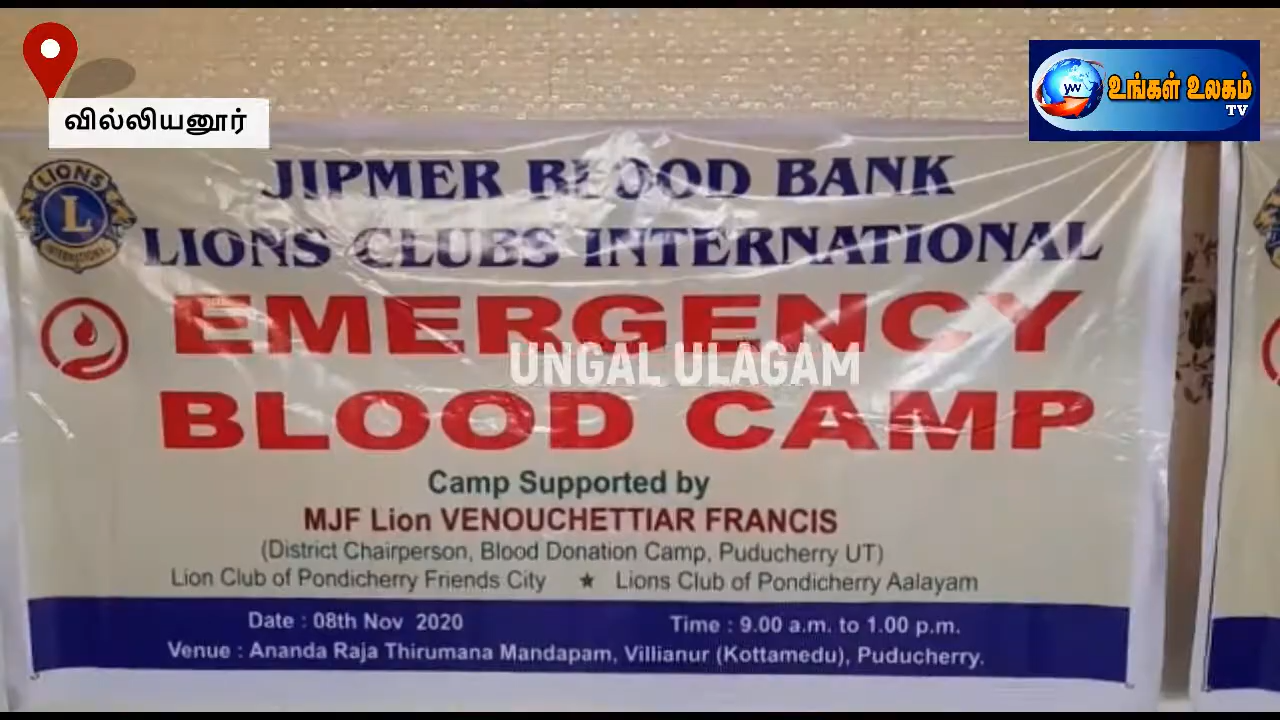 வில்லியனூர்
yw உங்கள் உலகம்
TV
LIONS
L
INTERNATIONAL
JIPMER BLOOD BANK
LIONS CLUBS INTERNATIONAL
EMERGENCY
UNGAL ULAGAM
BLOOD CAMP
Camp Supported by
MJF Lion VENOUCHETTIAR FRANCIS
(District Chairperson, Blood Donation Camp, Puducherry UT)
Lion Club of Pondicherry Friends City ★ Lions Club of Pondicherry Aalayam
Date : 08th Nov 2020 Time : 9.00 a.m. to 1.00 p.m.
Venue : Ananda Raja Thirumana Mandapam, Villianur (Kottamedu), Puducherry.